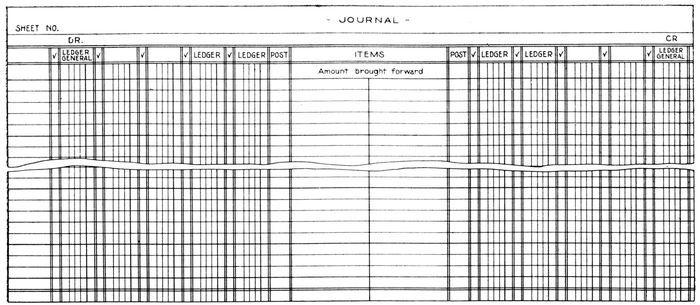 - JOURNAL -
SHEET NO.
DR. CR
√ LEDGER GENERAL √ √ √ LEDGER √ LEDGER POST ITEMS POST √ LEDGER √ LEDGER √ √ √ LEDGER GENERAL
Amount brought forward